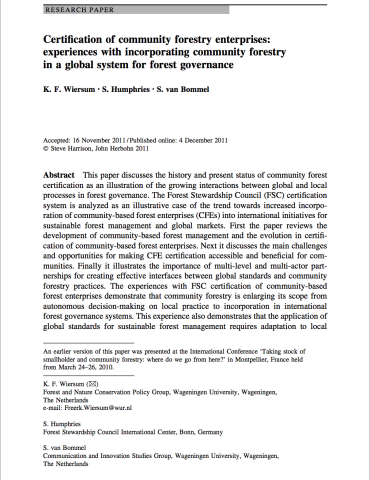 RESEARCH PAPER
Certification of community forestry enterprises:
experiences with incorporating community forestry
in a global system for forest governance
K. F. Wiersum · S. Humphries · S. van Bommel
Accepted: 16 November 2011 / Published online: 4 December 2011
© Steve Harrison, John Herbohn 2011
Abstract This paper discusses the history and present status of community forest
certification as an illustration of the growing interactions between global and local
processes in forest governance. The Forest Stewardship Council (FSC) certification
system is analyzed as an illustrative case of the trend towards increased incorpo-
ration of community-based forest enterprises (CFEs) into international initiatives for
sustainable forest management and global markets. First the paper reviews the
development of community-based forest management and the evolution in certifi-
cation of community forest enterprises. Next it discusses the main challenges
and opportunities for making CFE certification accessible and beneficial for com-
munities. Finally it illustrates the importance of multi-level and multi-actor part-
nerships for creating effective interfaces between global standards and community
forestry practices. The experiences with FSC certification of community-based
forest enterprises demonstrate that community forestry is enlarging its scope from
autonomous decision-making on local practice to incorporation in international
forest governance systems. This experience also demonstrates that the application of
global standards for sustainable forest management requires adaptation to local
An earlier version of this paper was presented at the International Conference 'Taking stock of
smallholder and community forestry: where do we go from here?' in Montpellier, France held
from March 24–26, 2010.
K. F. Wiersum (✉)
Forest and Nature Conservation Policy Group, Wageningen University, Wageningen,
The Netherlands
e-mail: Freerk.Wiersum@wur.nl
S. Humphries
Forest Stewardship Council International Center, Bonn, Germany
S. van Bommel
Communication and Innovation Studies Group, Wageningen University, Wageningen,
The Netherlands